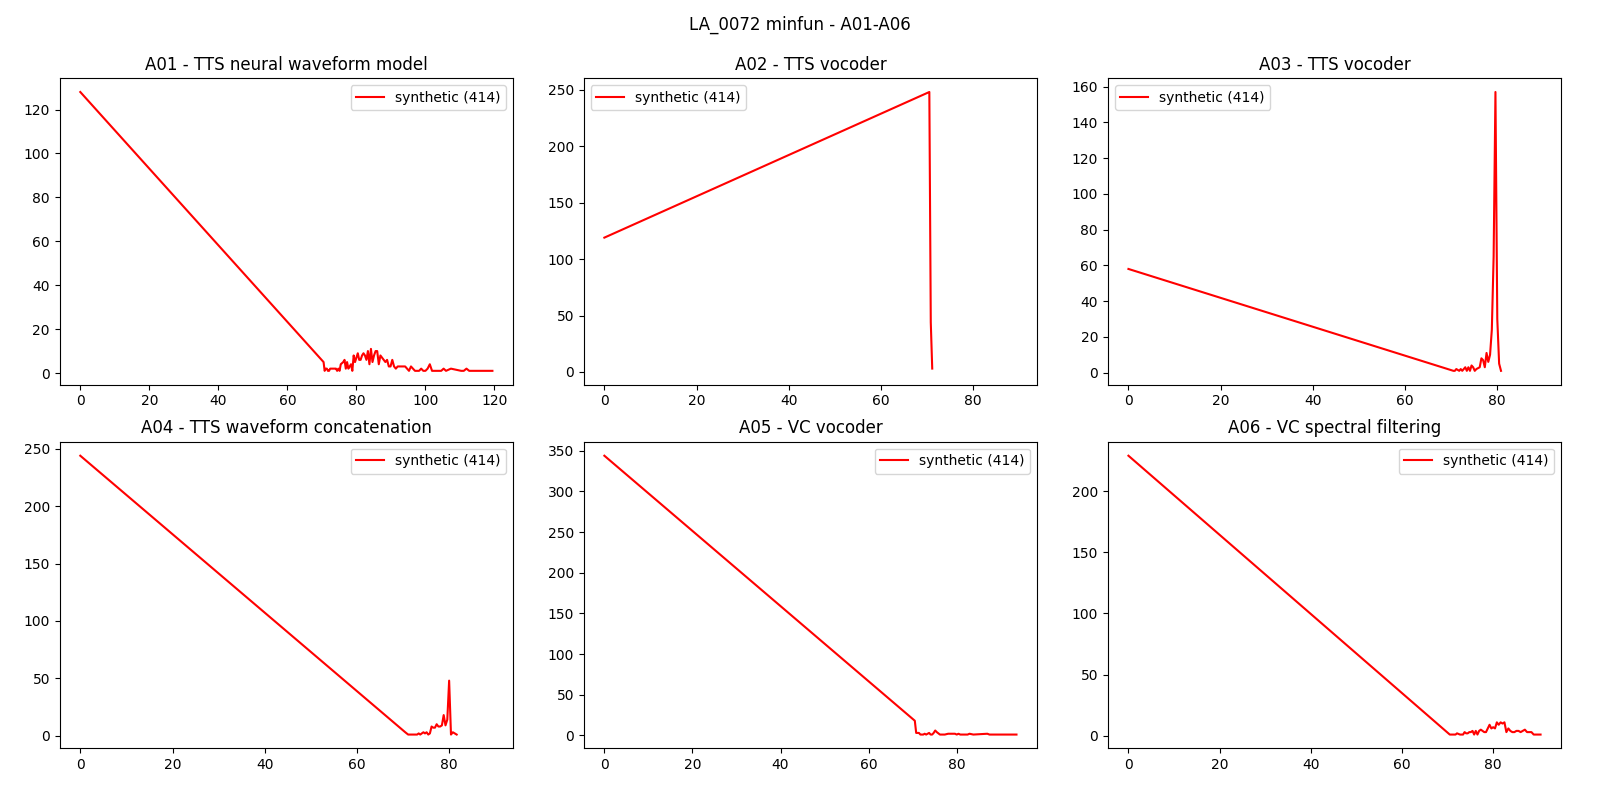 LA_0072 minfun - A01-A06
A01 - TTS neural waveform model
synthetic (414)
120
100
80
60
40
20
0
0 20 40 60 80 100 120
A02 - TTS vocoder
synthetic (414)
250
200
150
100
50
0
0 20 40 60 80
A03 - TTS vocoder
synthetic (414)
160
140
120
100
80
60
40
20
0
0 20 40 60 80
A04 - TTS waveform concatenation
synthetic (414)
250
200
150
100
50
0
0 20 40 60 80
A05 - VC vocoder
synthetic (414)
350
300
250
200
150
100
50
0
0 20 40 60 80
A06 - VC spectral filtering
synthetic (414)
200
150
100
50
0
0 20 40 60 80